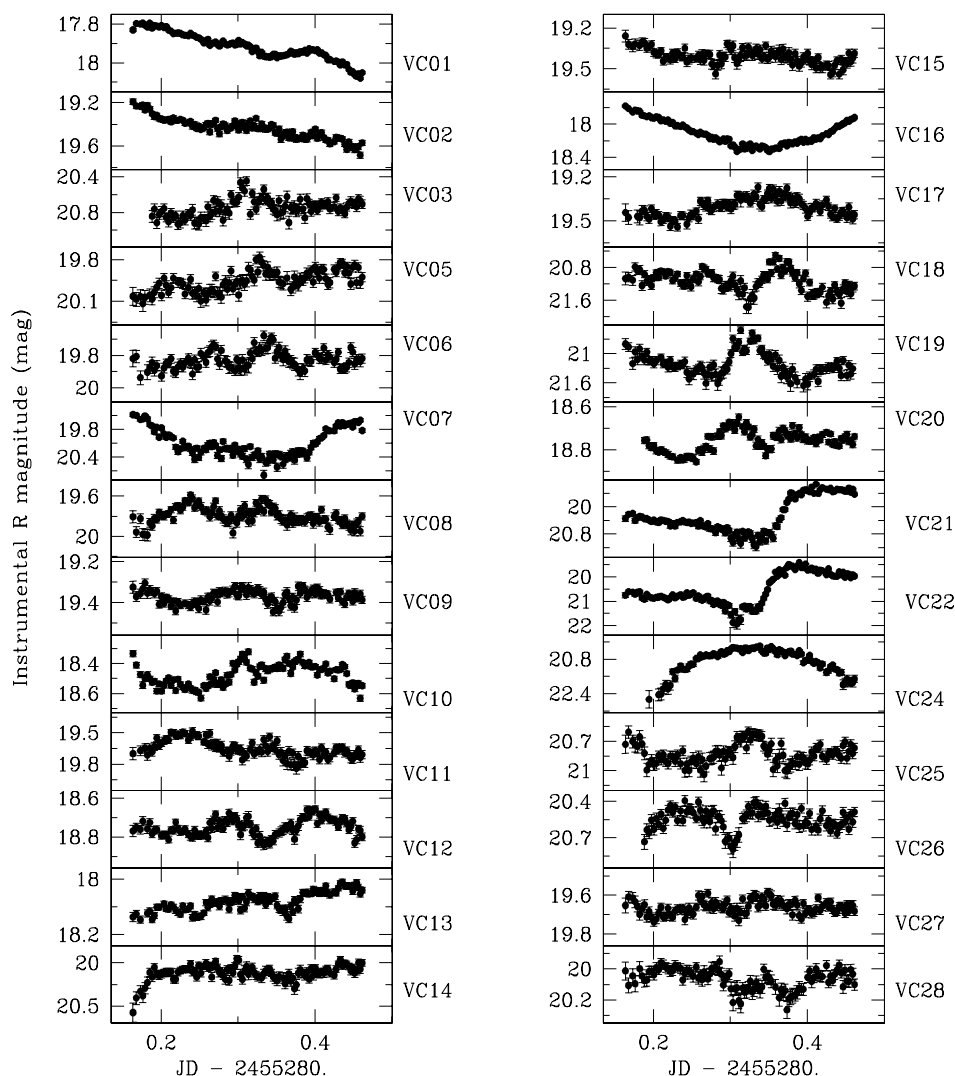 Instrumental R magnitude (mag)
17.8
18
VC01
19.2
19.6
VC02
20.4
20.8
VC03
19.8
20.1
VC05
19.8
20
VC06
19.8
20.4
VC07
19.6
20
VC08
19.2
19.4
VC09
18.4
18.6
VC10
19.5
19.8
VC11
18.6
18.8
VC12
18
18.2
VC13
20
20.5
VC14
0.2
0.4
JD - 2455280.
19.2
19.5
VC15
18
18.4
VC16
19.2
19.5
VC17
20.8
21.6
VC18
21
21.6
VC19
18.6
18.8
VC20
20
20.8
VC21
20
21
22
VC22
20.8
22.4
VC24
20.7
21
VC25
20.4
20.7
VC26
19.6
19.8
VC27
20
20.2
VC28
0.2
0.4
JD - 2455280.